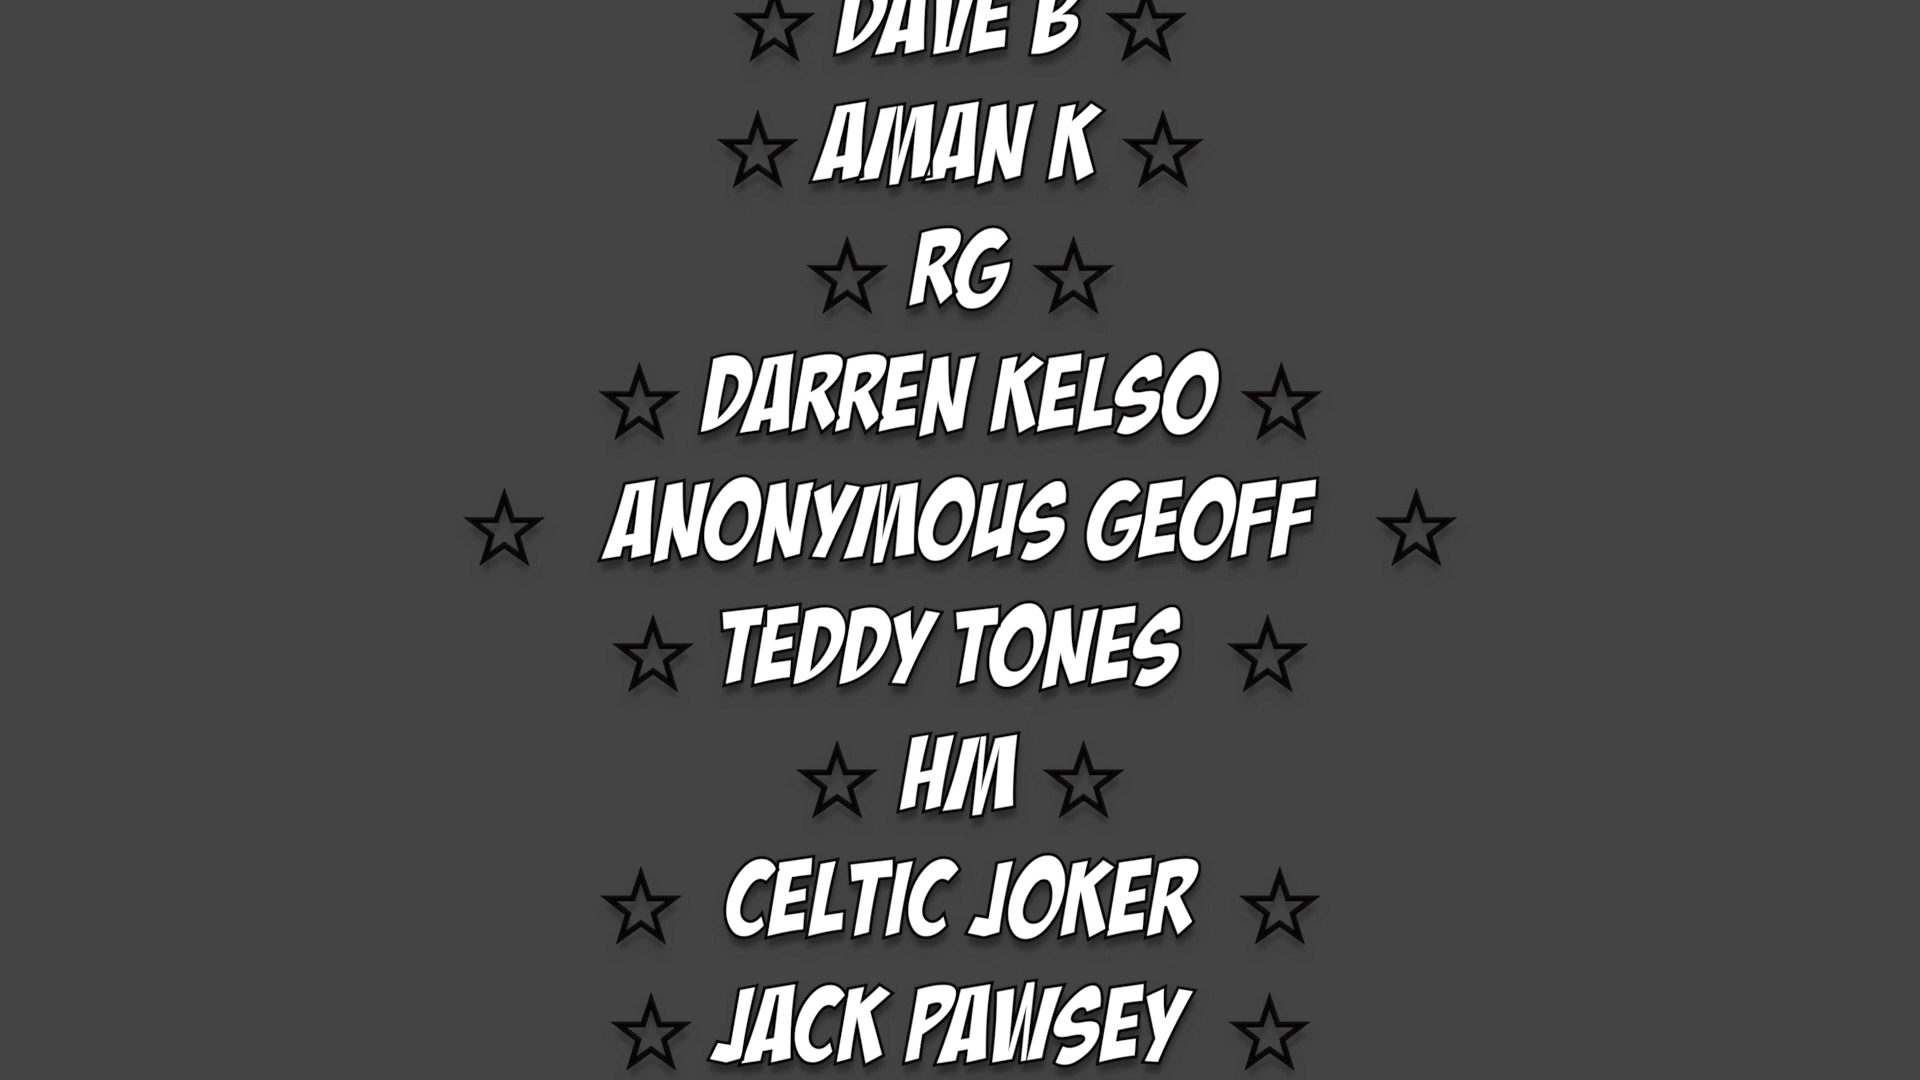 ☆ DAVE B ☆
☆ AMAN K ☆
☆ RG ☆
☆ DARREN KELSO ☆
☆ ANONYMOUS GEOFF ☆
☆ TEDDY TONES ☆
☆ HM ☆
☆ CELTIC JOKER ☆
☆ JACK PAWSEY ☆